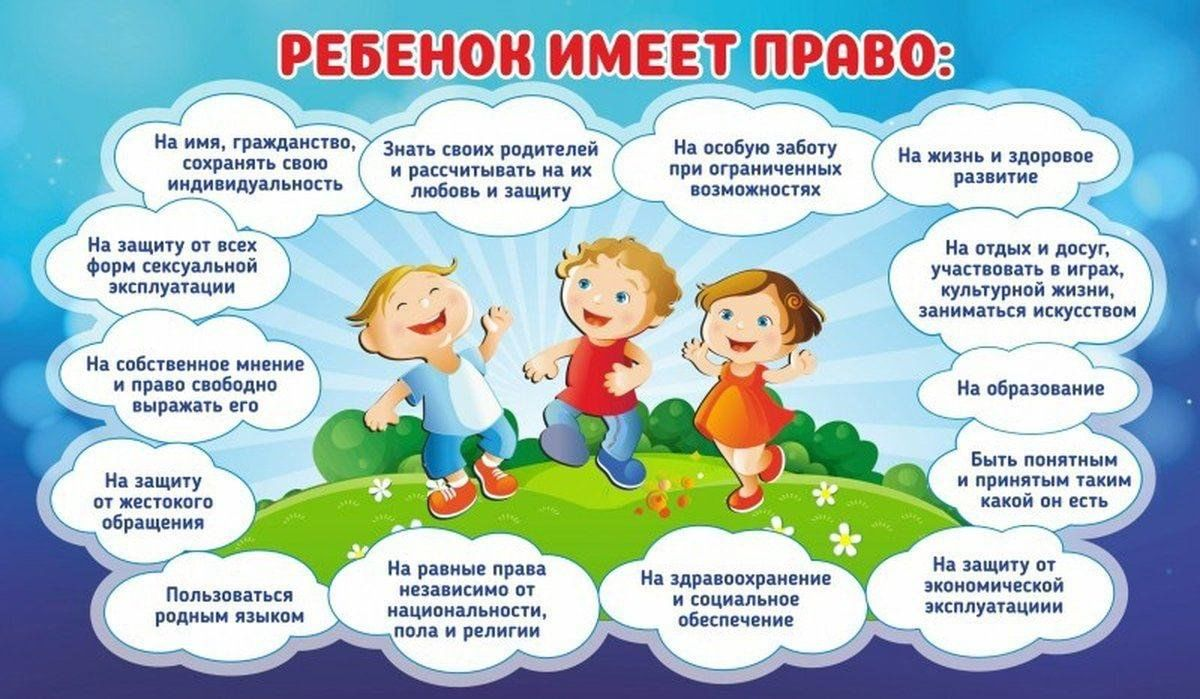 РЕБЕНОК ИМЕЕТ ПРАВО:
На имя, гражданство,
сохранять свою
индивидуальность
Знать своих родителей
и рассчитывать на их
любовь и защиту
На особую заботу
при ограниченных
возможностях
На жизнь и здоровое
развитие
На защиту от всех
форм сексуальной
эксплуатации
На отдых и досуг,
участвовать в играх,
культурной жизни,
заниматься искусством
На собственное мнение
и право свободно
выражать его
На образование
На защиту
от жестокого
обращения
Быть понятным
и принятым таким
какой он есть
Пользоваться
родным языком
На равные права
независимо от
национальности,
пола и религии
На здравоохранение
и социальное
обеспечение
На защиту от
экономической
эксплуатациии